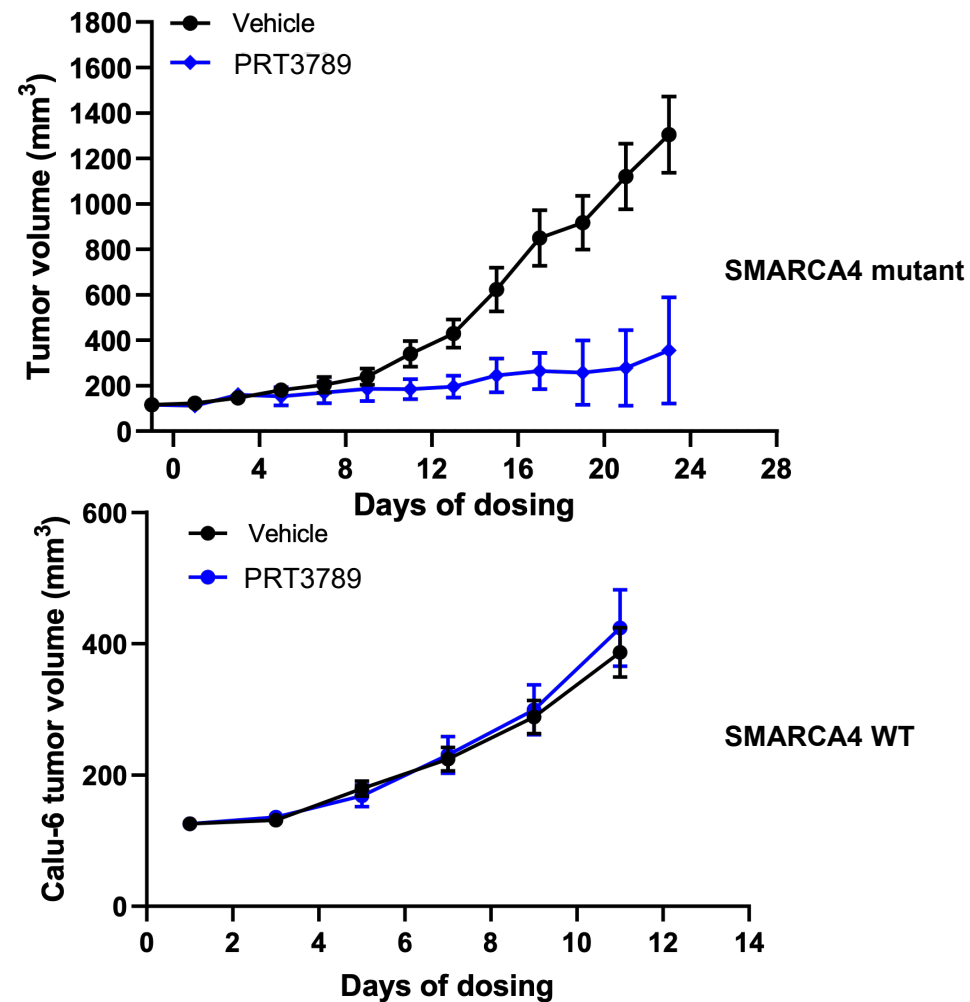 Tumor volume (mm³)
1800
1600
1400
1200
1000
800
600
400
200
0
Vehicle
PRT3789
SMARCA4 mutant
0 4 8 12 16 20 24 28
Days of dosing
Calu-6 tumor volume (mm³)
600
400
200
0
Vehicle
PRT3789
SMARCA4 WT
0 2 4 6 8 10 12 14
Days of dosing